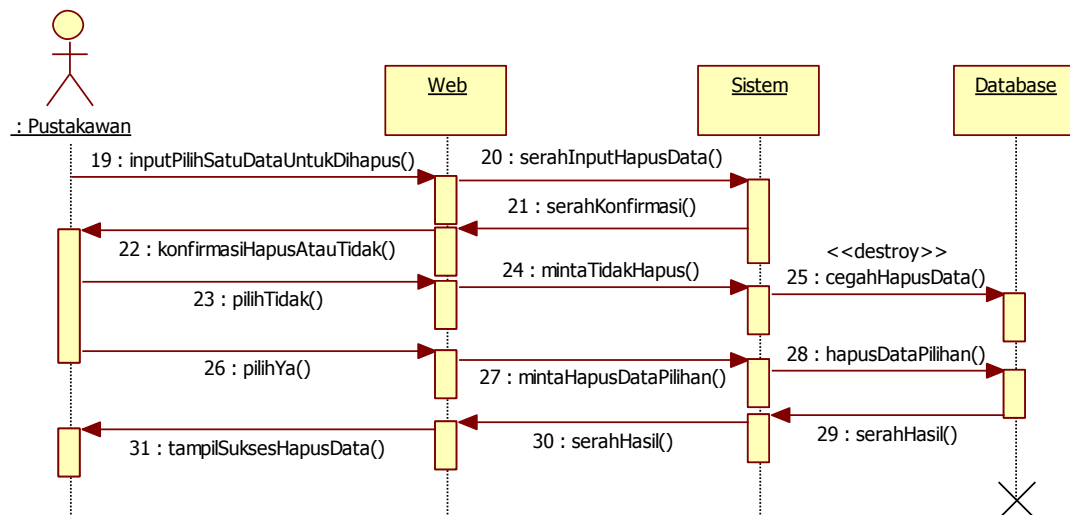 : Pustakawan
Web
Sistem
Database
19 : inputPilihSatuDataUntukDihapus()
20 : serahInputHapusData()
21 : serahKonfirmasi()
22 : konfirmasiHapusAtauTidak()
23 : pilihTidak()
24 : mintaTidakHapus()
<<destroy>>
25 : cegahHapusData()
26 : pilihYa()
27 : mintaHapusDataPilihan()
28 : hapusDataPilihan()
29 : serahHasil()
30 : serahHasil()
31 : tampilSuksesHapusData()